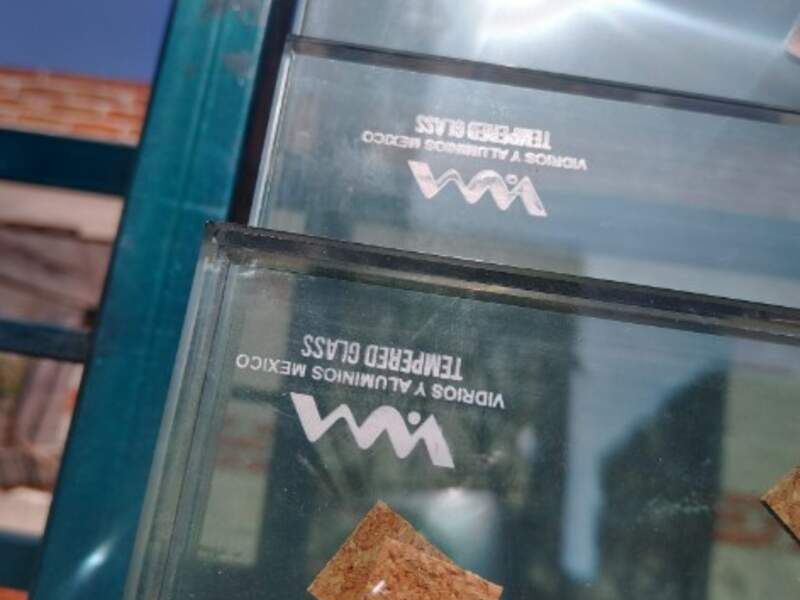 VIDRIOS Y ALUMINIOS MEXICO
TEMPERED GLASS
VIDRIOS Y ALUMINIOS MEXICO
TEMPERED GLASS